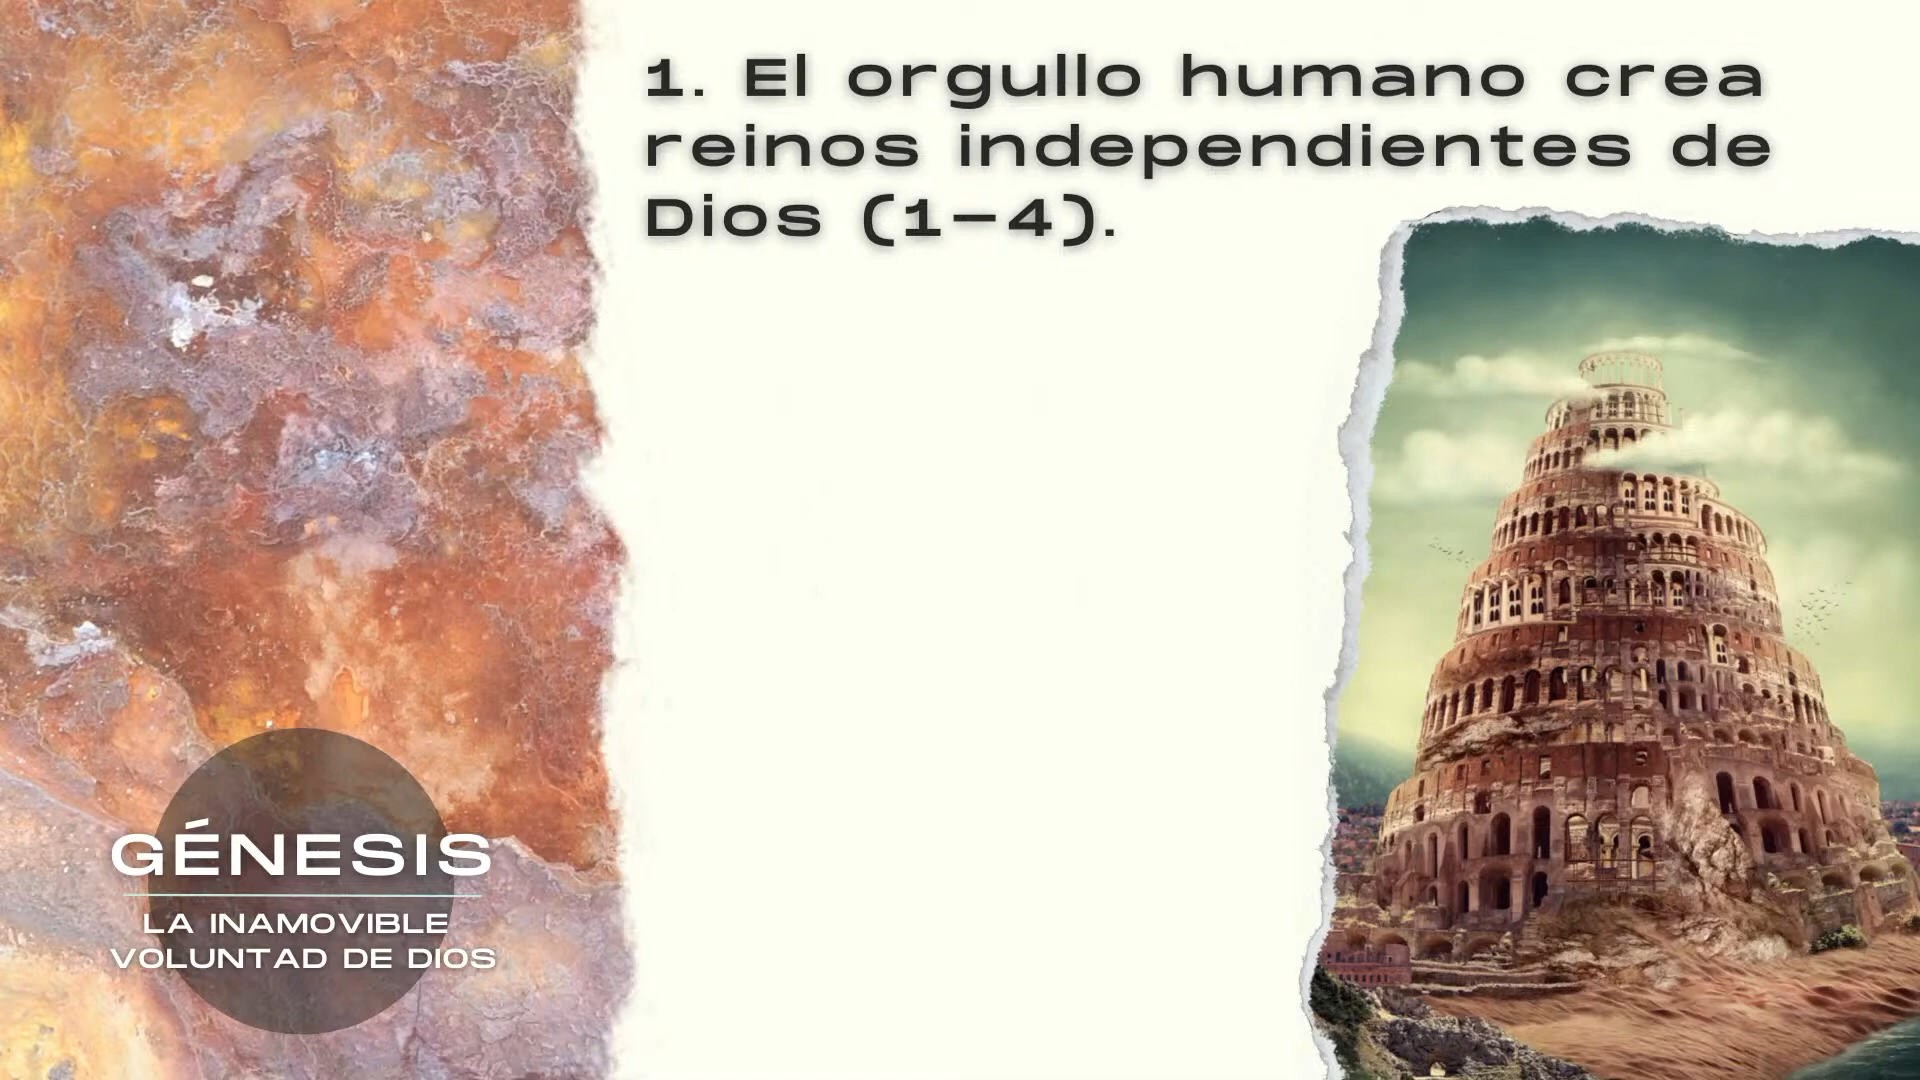 1. El orgullo humano crea
reinos independientes de
Dios (1-4).
GÉNESIS
LA INAMOVIBLE
VOLUNTAD DE DIOS